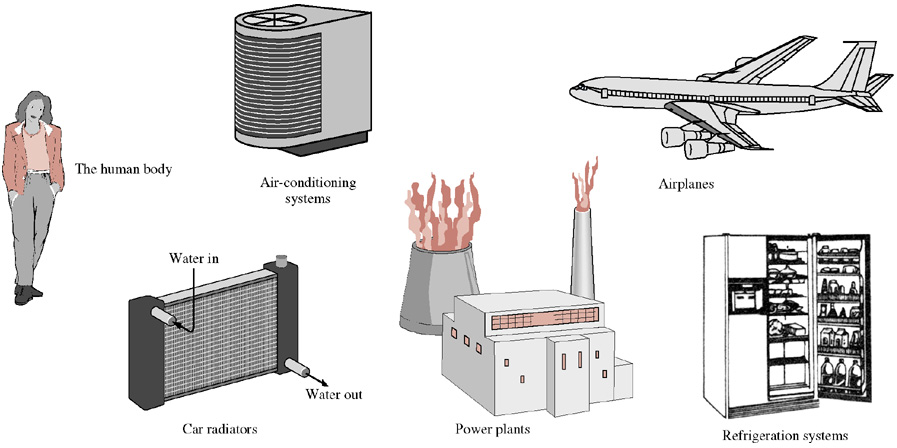 The human body
Air-conditioning
systems
Airplanes
Water in
Water out
Car radiators
Power plants
Refrigeration systems